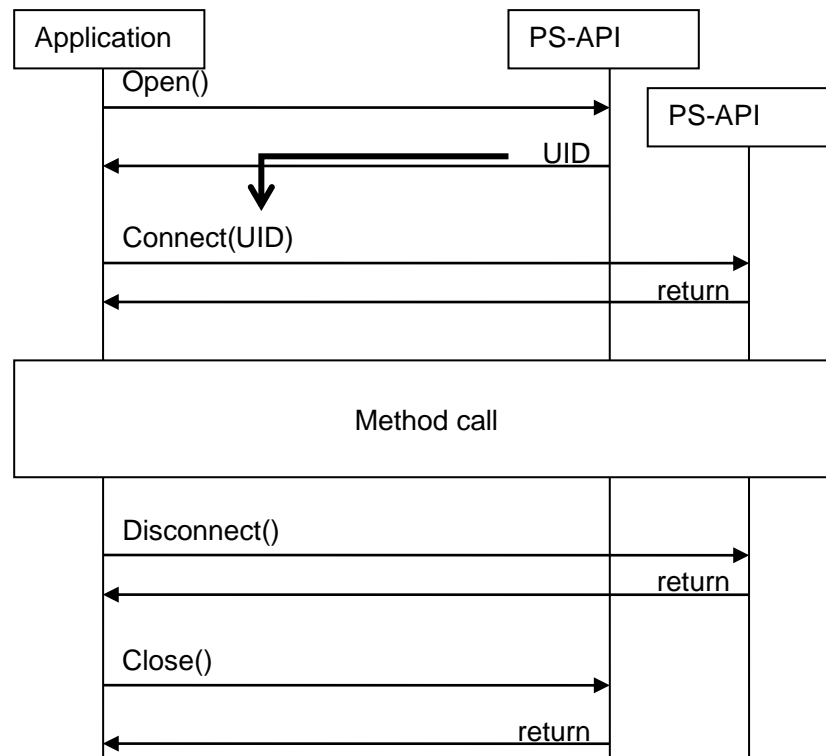 Application
PS-API
Open()
PS-API
UID
Connect(UID)
return
Method call
Disconnect()
return
Close()
return